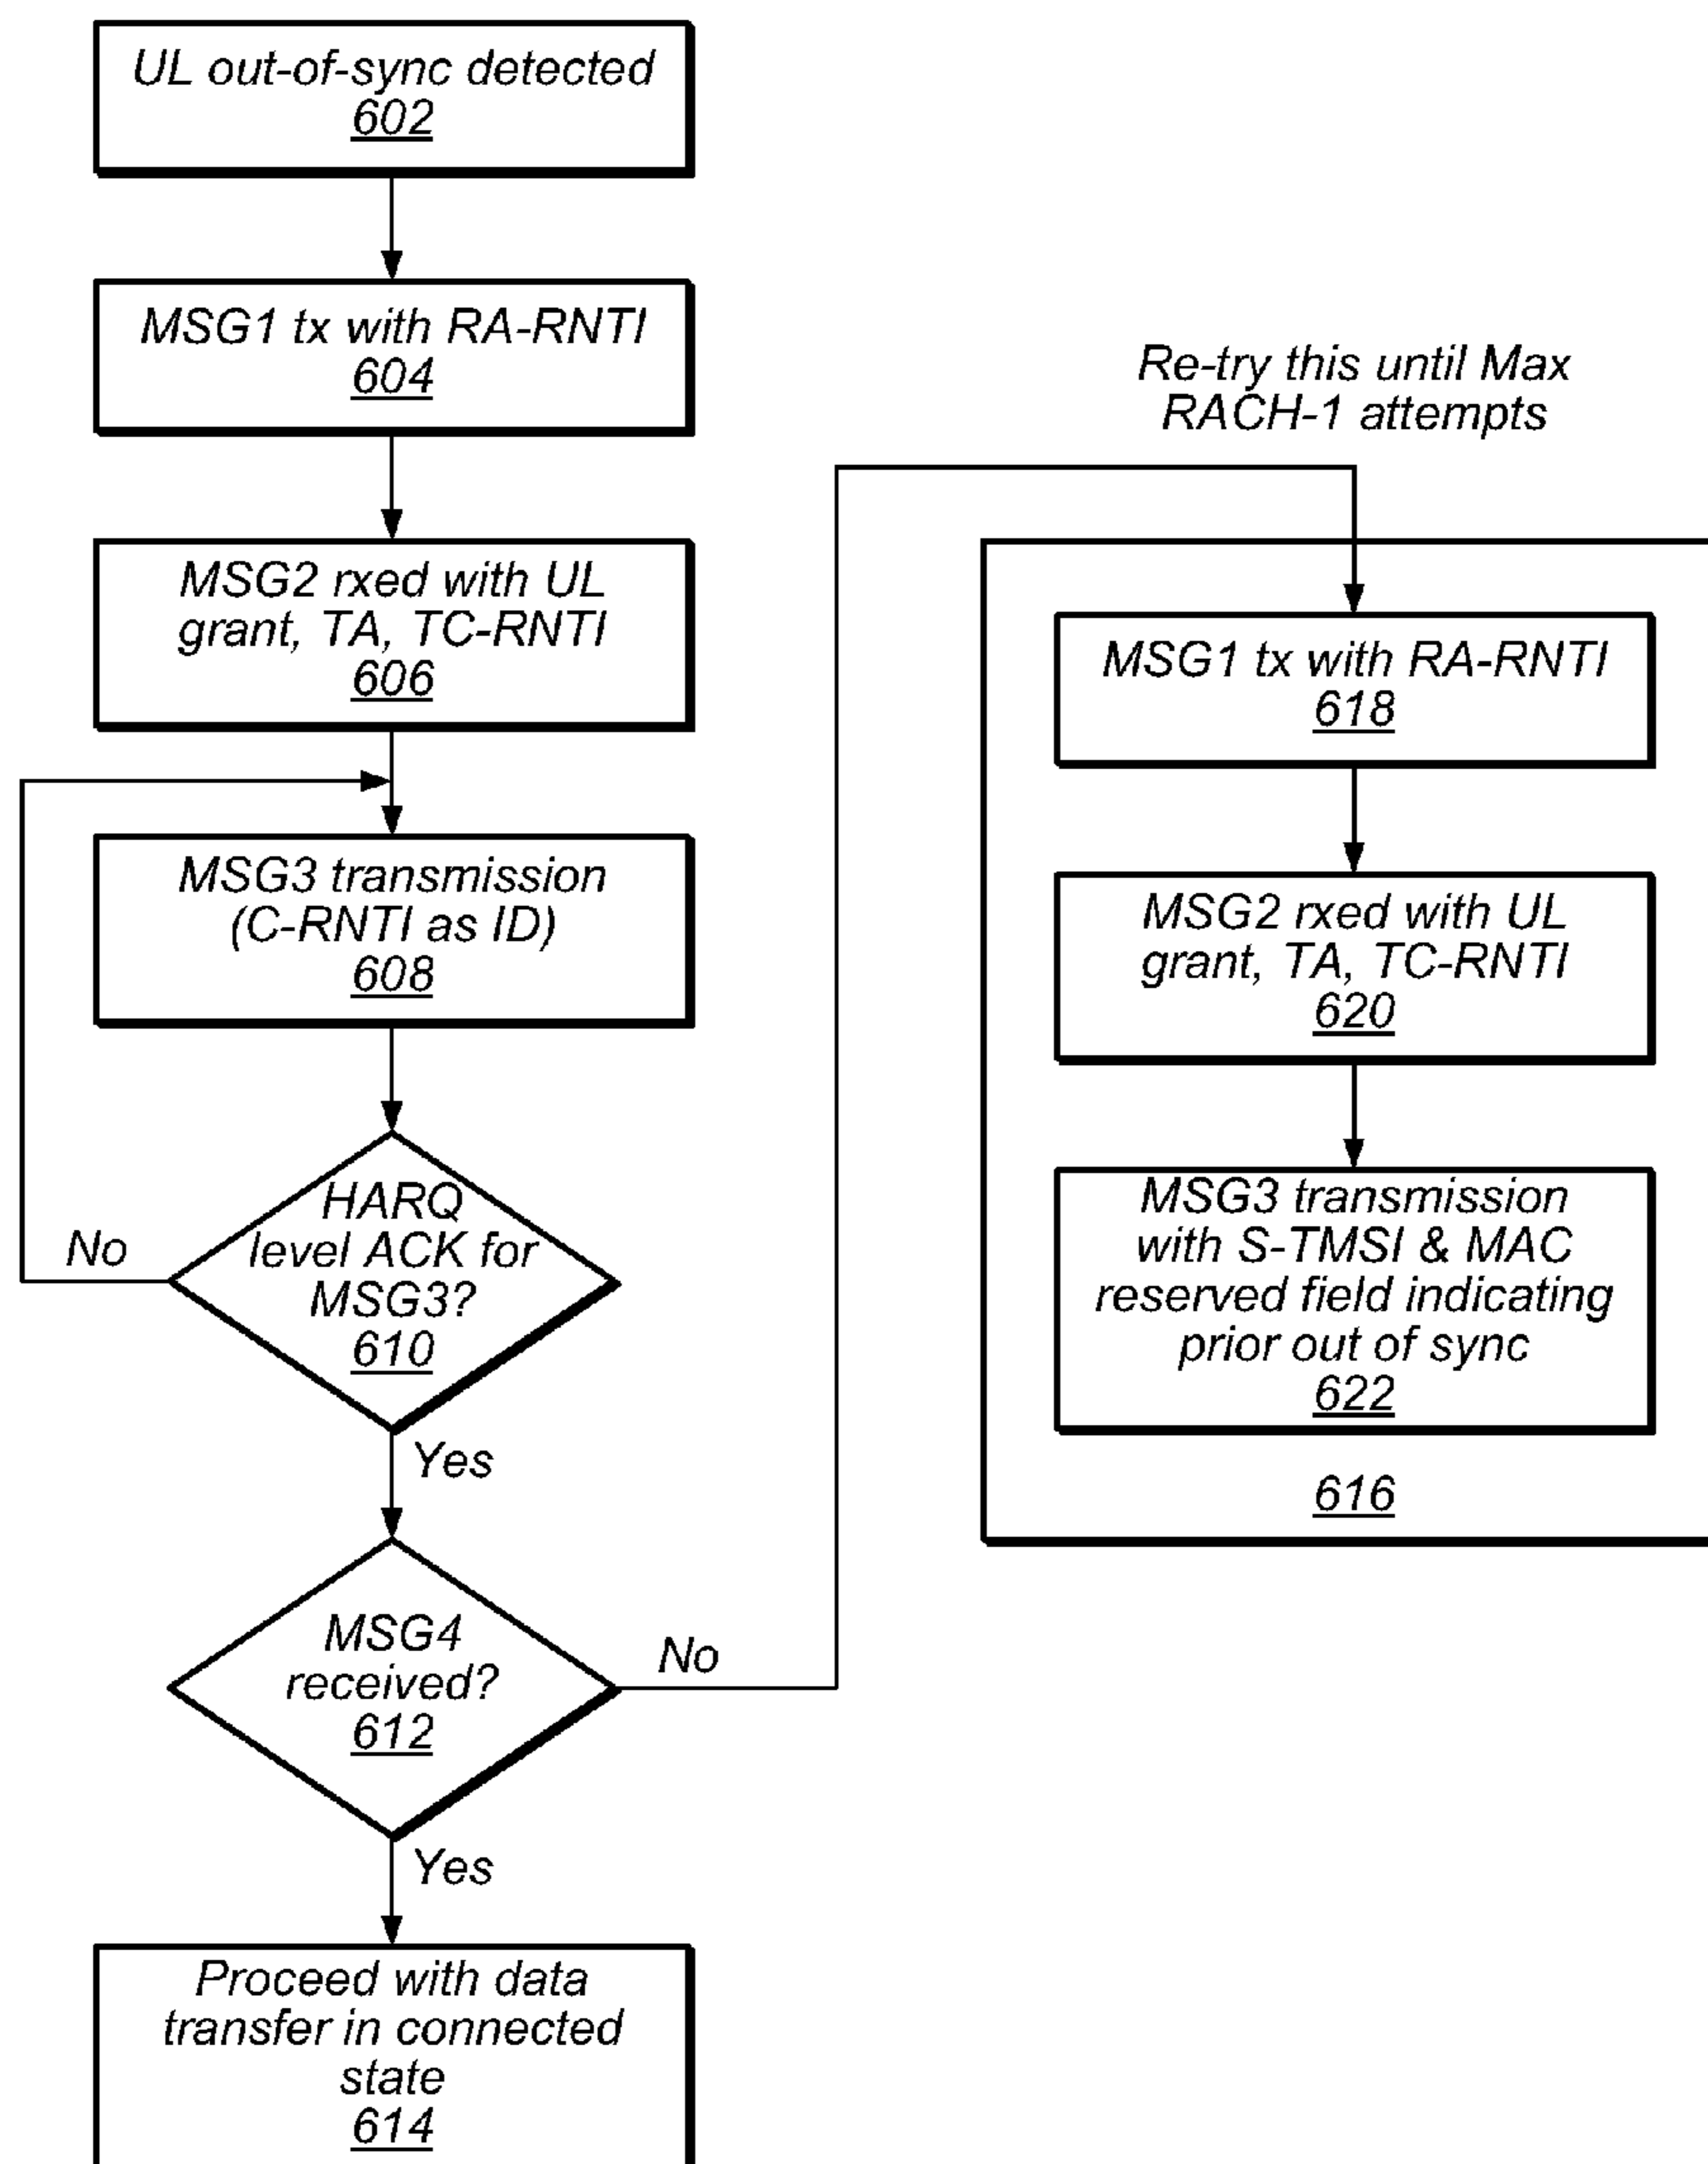 UL out-of-sync detected
602
MSG1 tx with RA-RNTI
604
MSG2 rxed with UL
grant, TA, TC-RNTI
606
MSG3 transmission
(C-RNTI as ID)
608
HARQ
level ACK for
MSG3?
610
No
Yes
MSG4
received?
612
No
Yes
Proceed with data
transfer in connected
state
614
Re-try this until Max
RACH-1 attempts
MSG1 tx with RA-RNTI
618
MSG2 rxed with UL
grant, TA, TC-RNTI
620
MSG3 transmission
with S-TMSI & MAC
reserved field indicating
prior out of sync
622
616